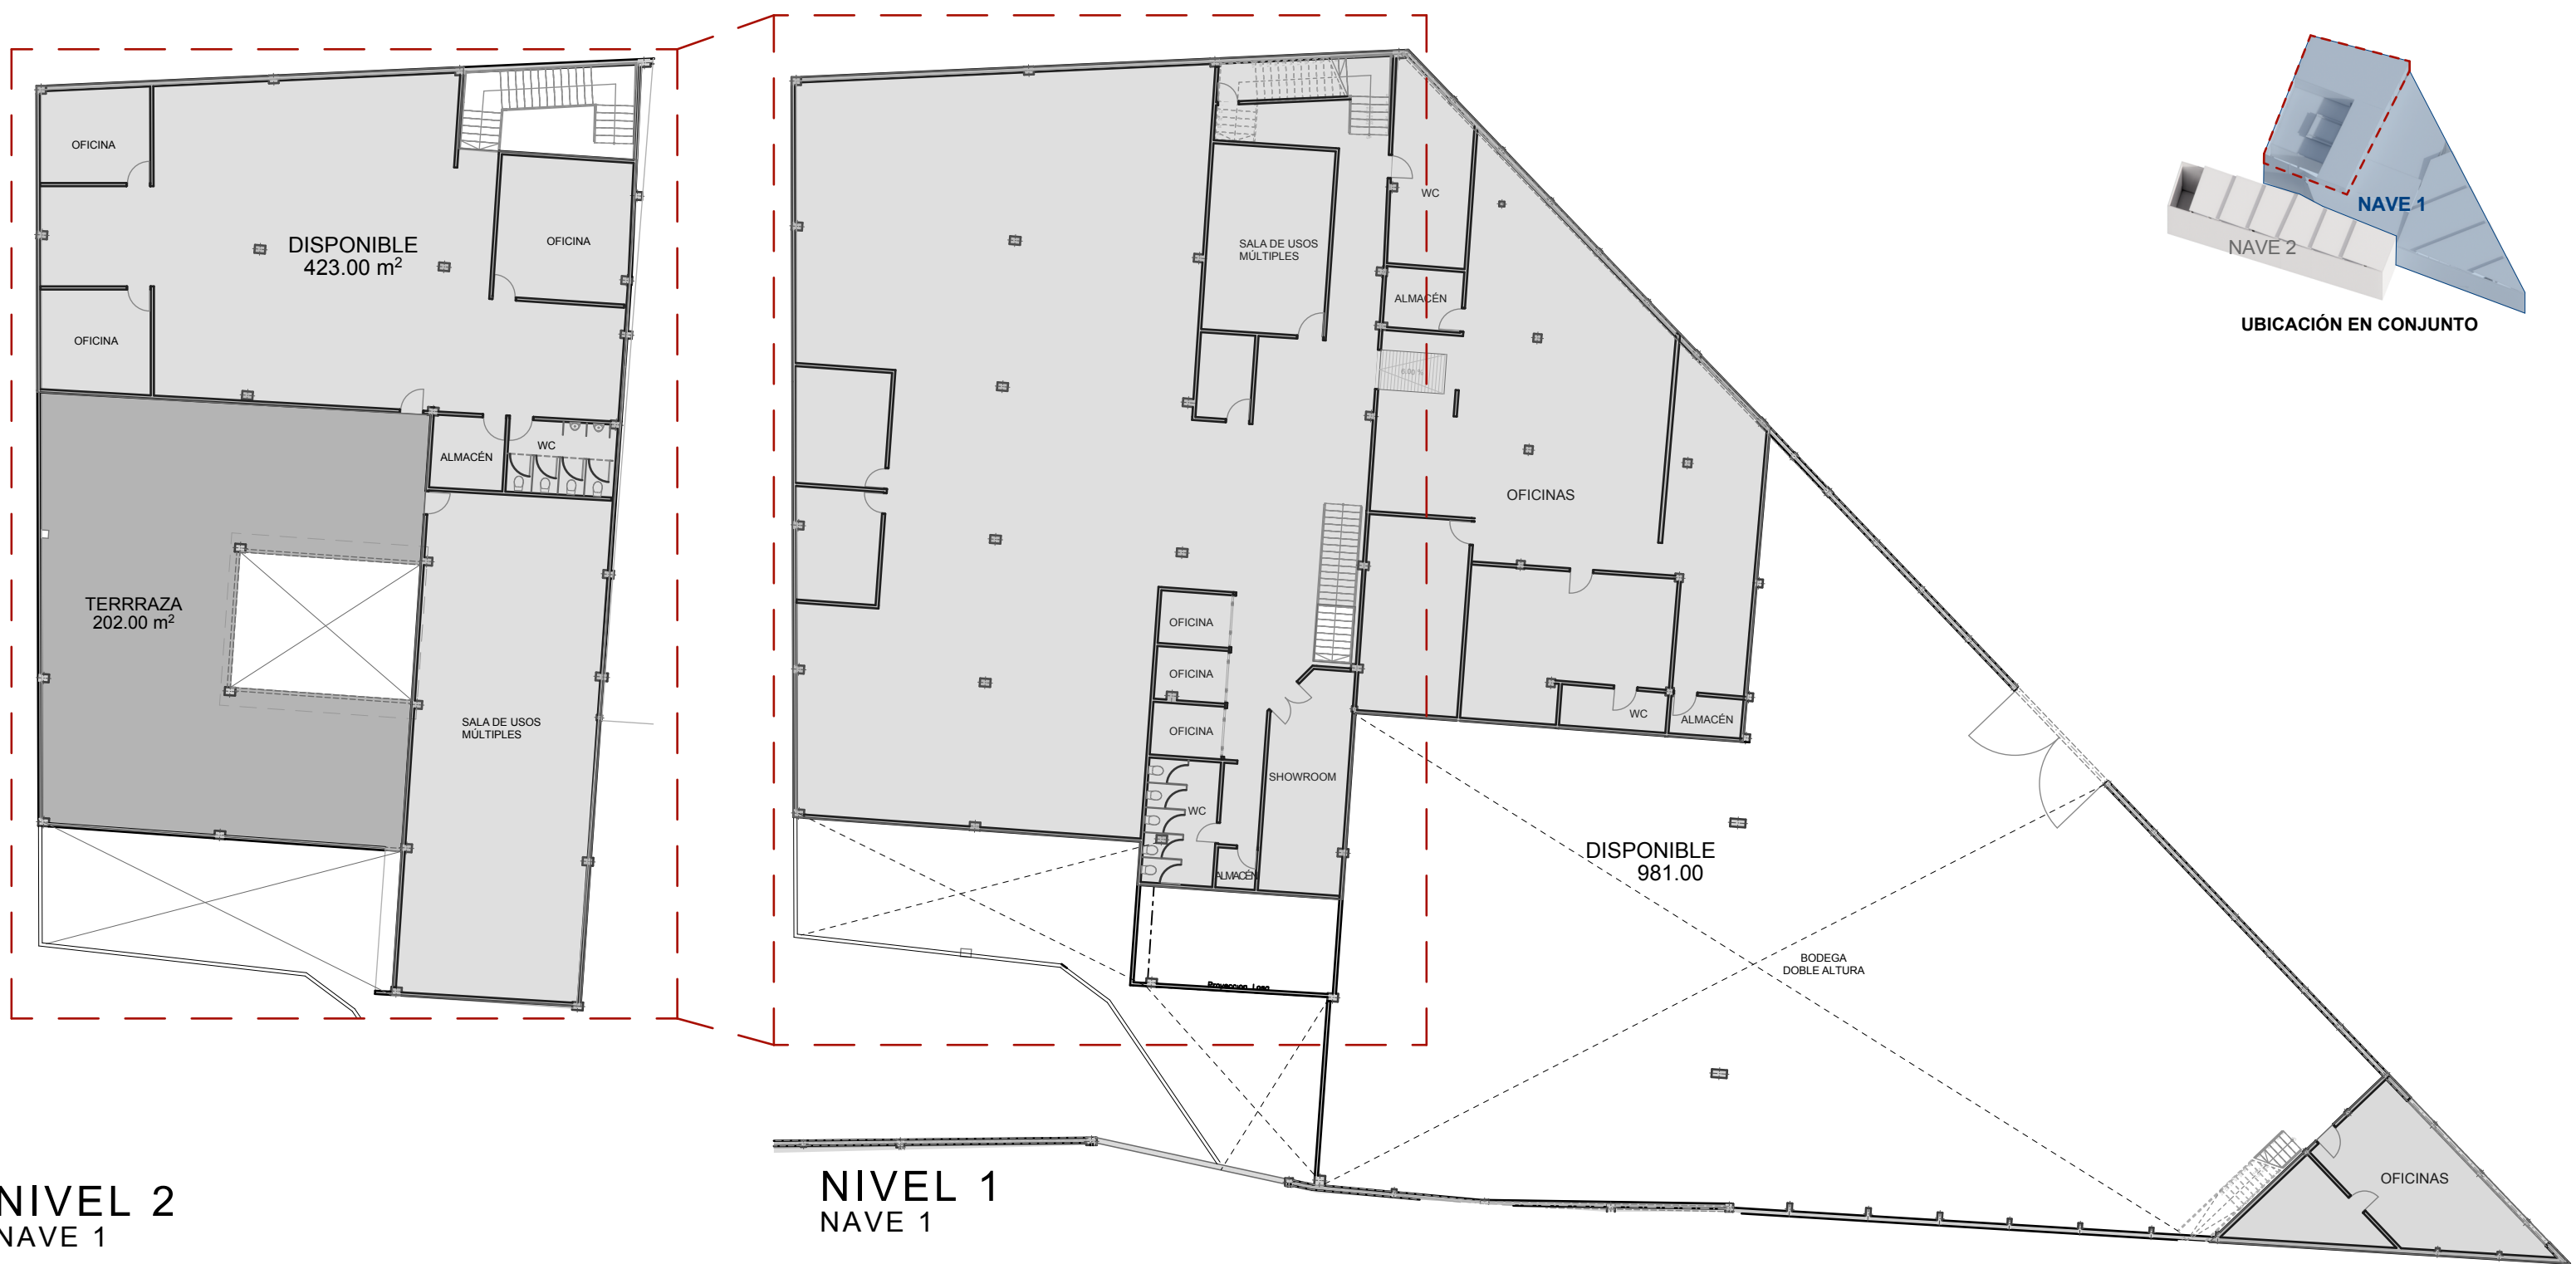 OFICINA
DISPONIBLE
423.00 m²
OFICINA
OFICINA
ALMACÉN
WC
TERRRAZA
202.00 m²
SALA DE USOS
MÚLTIPLES
NIVEL 2
NAVE 1
WC
SALA DE USOS
MÚLTIPLES
ALMACÉN
OFICINAS
OFICINA
OFICINA
OFICINA
WC
ALMACÉN
SHOWROOM
WC
ALMACÉN
DISPONIBLE
981.00
BODEGA
DOBLE ALTURA
Proyección Losa
OFICINAS
NIVEL 1
NAVE 1
NAVE 1
NAVE 2
UBICACIÓN EN CONJUNTO